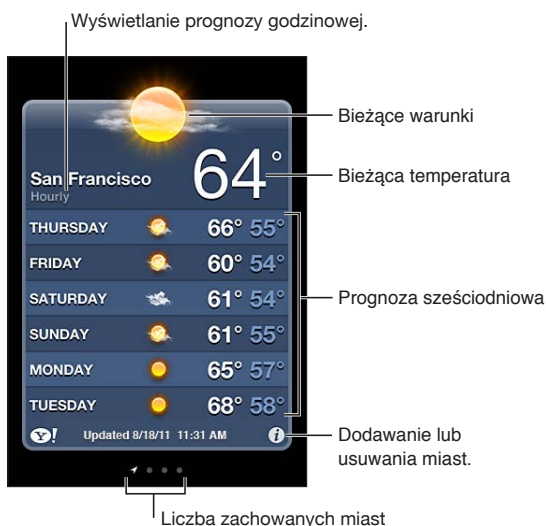 Wyświetlanie prognozy godzinowej.
Bieżące warunki
San Francisco
Hourly
64°
Bieżąca temperatura
THURSDAY 66° 55°
FRIDAY 60° 54°
SATURDAY 61° 54°
SUNDAY 61° 55°
MONDAY 65° 57°
TUESDAY 68° 58°
Prognoza sześciodniowa
Y! Updated 8/18/11 11:31 AM i
Dodawanie lub
usuwania miast.
Liczba zachowanych miast